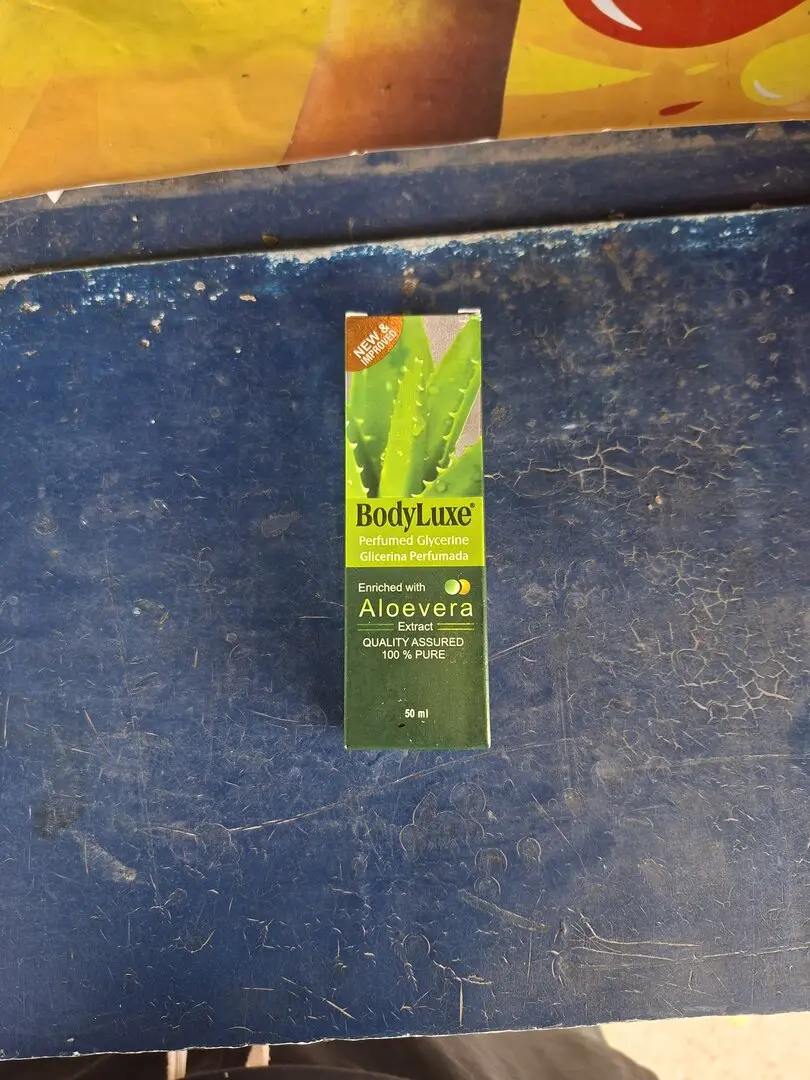 NEW &
IMPROVED
BodyLuxe®
Perfumed Glycerine
Glicerina Perfumada
Enriched with
Aloevera
Extract
QUALITY ASSURED
100 % PURE
50 ml